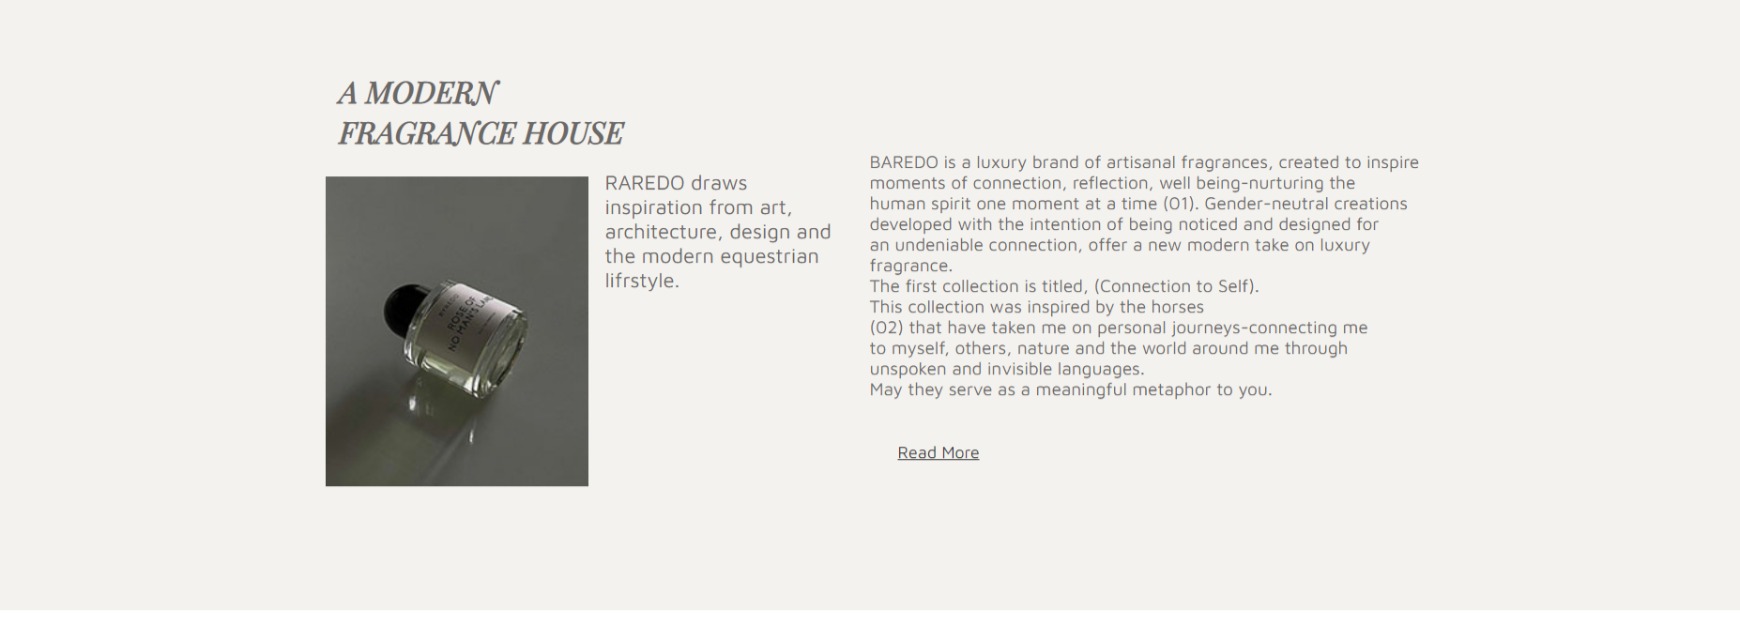 A MODERN
FRAGRANCE HOUSE
RAREDO draws
inspiration from art,
architecture, design and
the modern equestrian
lifrstyle.
ROSE OF
NO MAN'S LAND
BAREDO is a luxury brand of artisanal fragrances, created to inspire
moments of connection, reflection, well being-nurturing the
human spirit one moment at a time (01). Gender-neutral creations
developed with the intention of being noticed and designed for
an undeniable connection, offer a new modern take on luxury
fragrance.
The first collection is titled, (Connection to Self).
This collection was inspired by the horses
(02) that have taken me on personal journeys-connecting me
to myself, others, nature and the world around me through
unspoken and invisible languages.
May they serve as a meaningful metaphor to you.
Read More